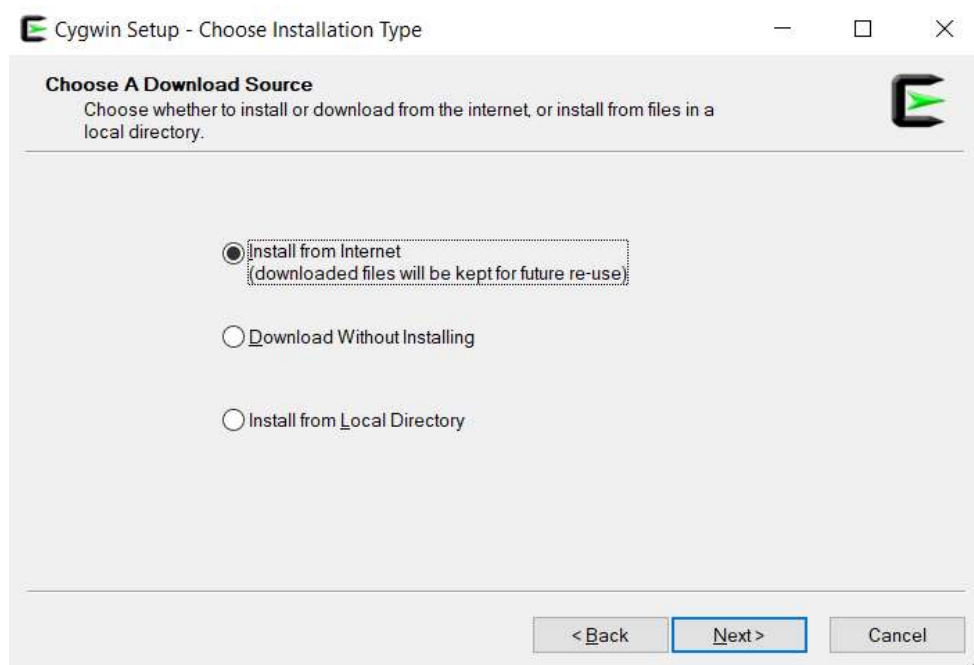 Cygwin Setup - Choose Installation Type
Choose A Download Source
Choose whether to install or download from the internet, or install from files in a
local directory.
Install from Internet
(downloaded files will be kept for future re-use)
Download Without Installing
Install from Local Directory
< Back
Next >
Cancel